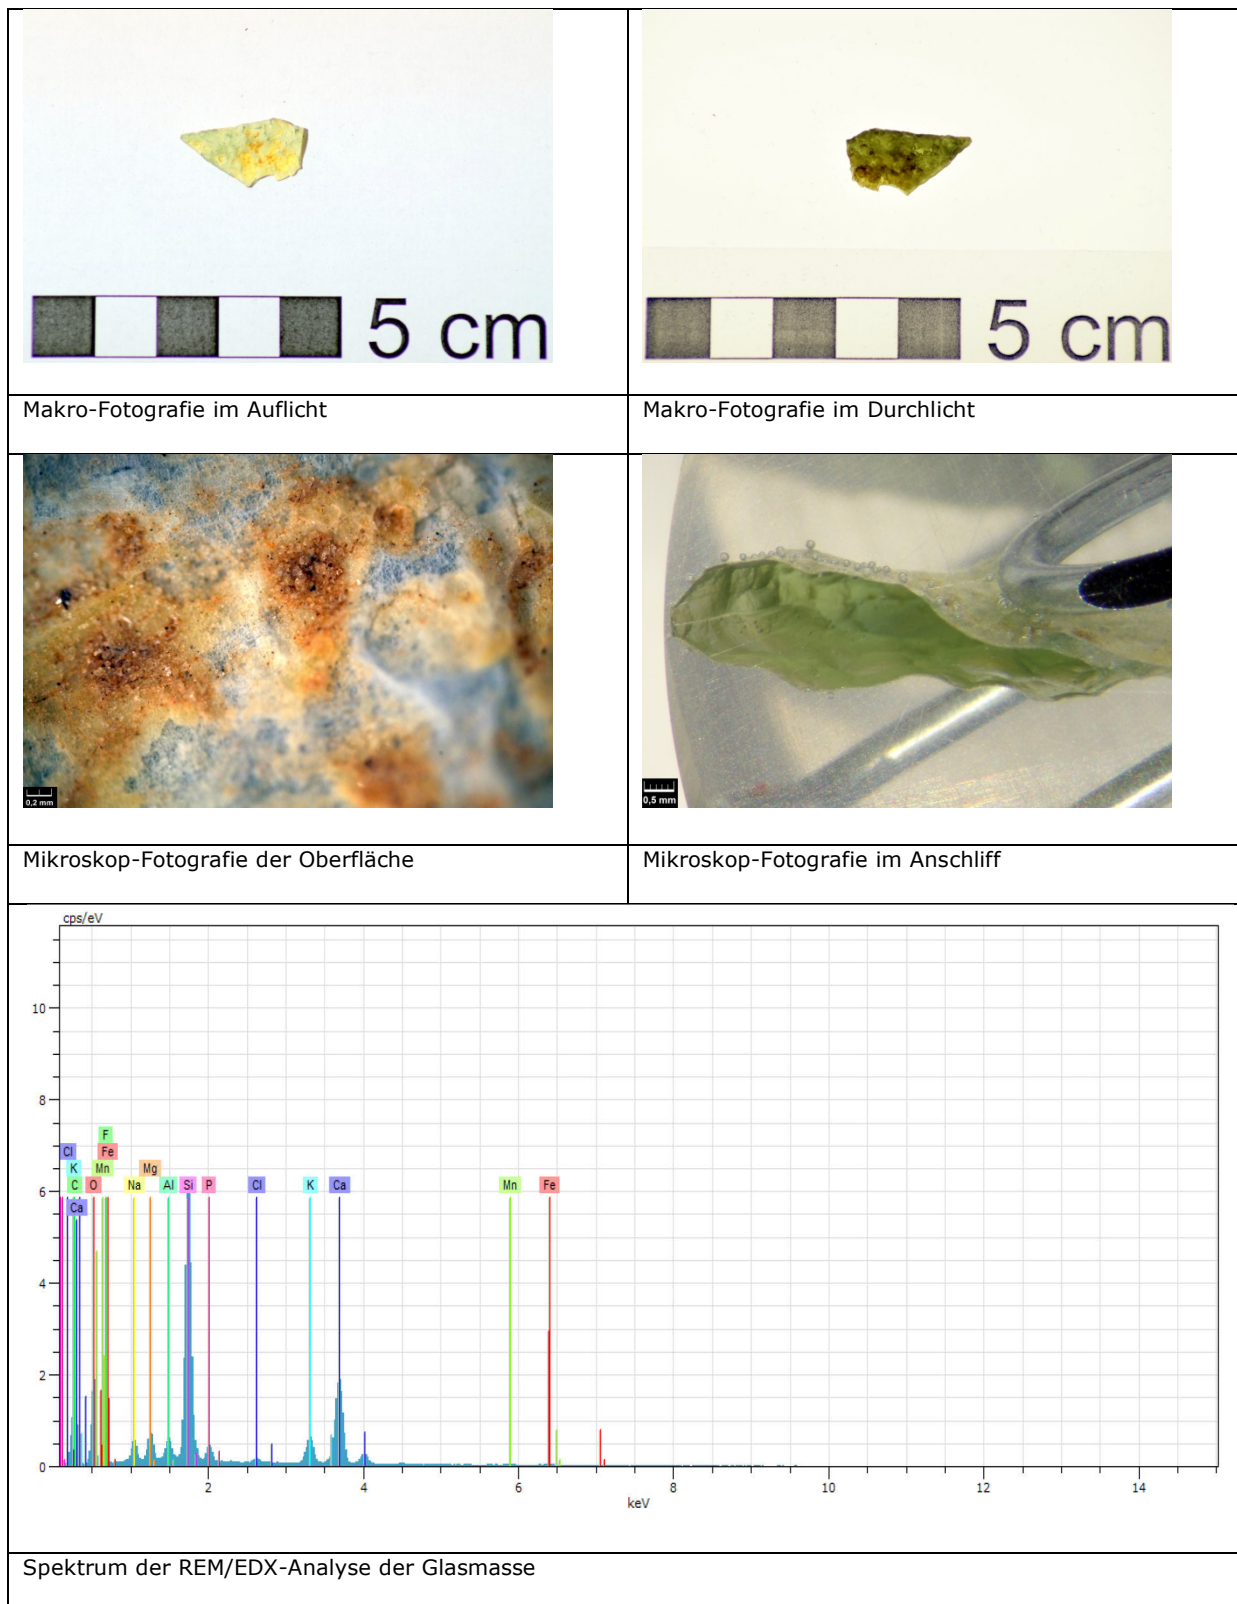 5 cm
5 cm
Makro-Fotografie im Auflicht
Makro-Fotografie im Durchlicht
0,2 mm
0,5 mm
Mikroskop-Fotografie der Oberfläche
Mikroskop-Fotografie im Anschliff
cps/eV
10
8
6
4
2
0
F
Cl Fe
K Mn Mg
C O Na Al Si P Cl K Ca Mn Fe
Ca
2 4 6 8 10 12 14
keV
Spektrum der REM/EDX-Analyse der Glasmasse